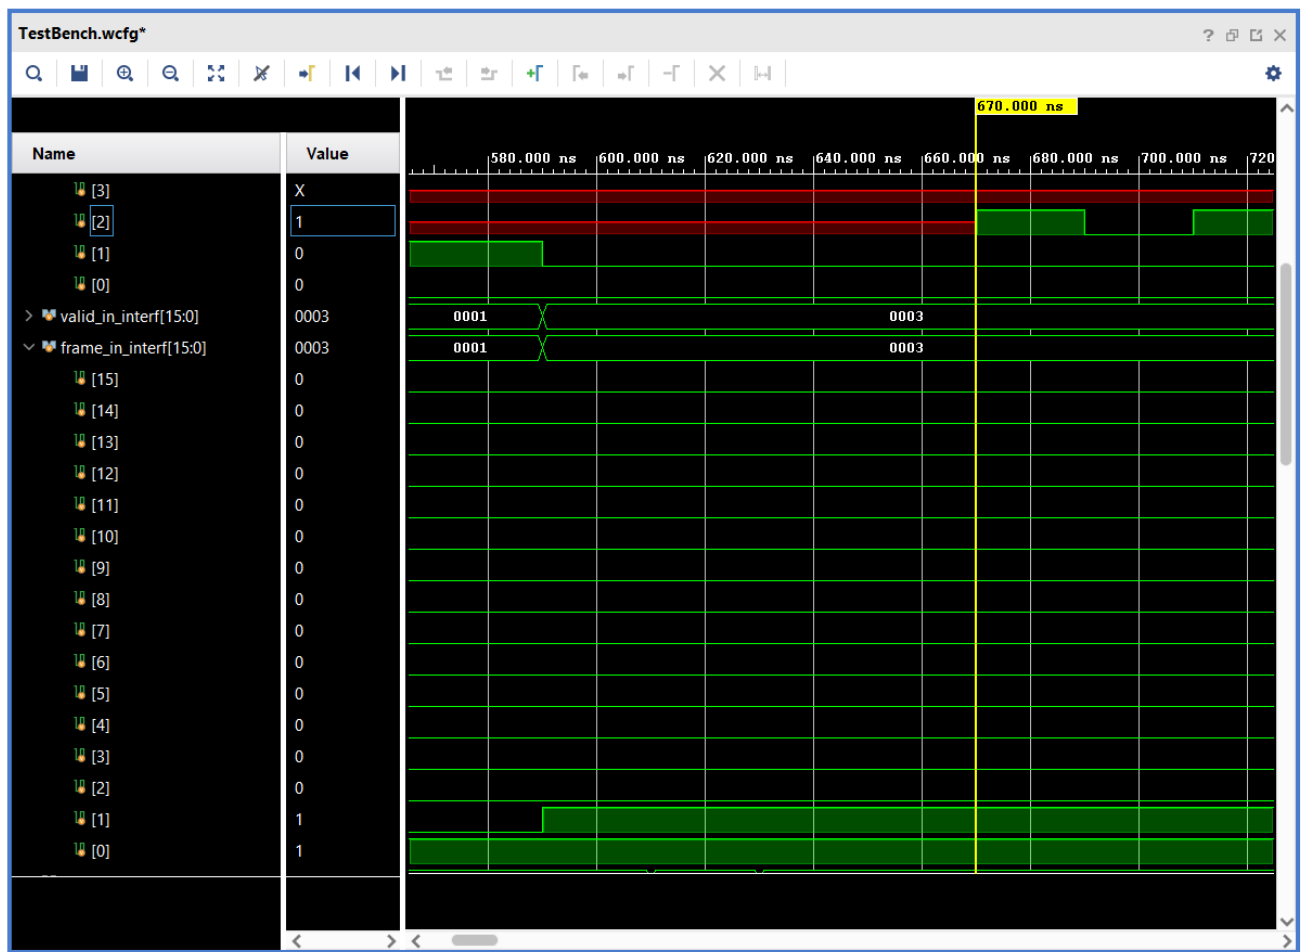 TestBench.wcfg*
670.000 ns
Name Value
580.000 ns 600.000 ns 620.000 ns 640.000 ns 660.000 ns 680.000 ns 700.000 ns 720
[3] X
[2] 1
[1] 0
[0] 0
valid_in_interf[15:0] 0003 0001 0003
frame_in_interf[15:0] 0003 0001 0003
[15] 0
[14] 0
[13] 0
[12] 0
[11] 0
[10] 0
[9] 0
[8] 0
[7] 0
[6] 0
[5] 0
[4] 0
[3] 0
[2] 0
[1] 1
[0] 1